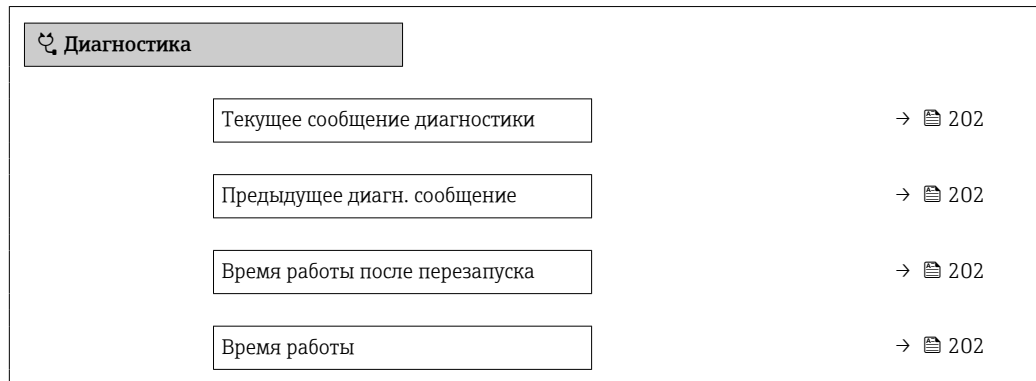 Диагностика
Текущее сообщение диагностики → 202
Предыдущее диагн. сообщение → 202
Время работы после перезапуска → 202
Время работы → 202